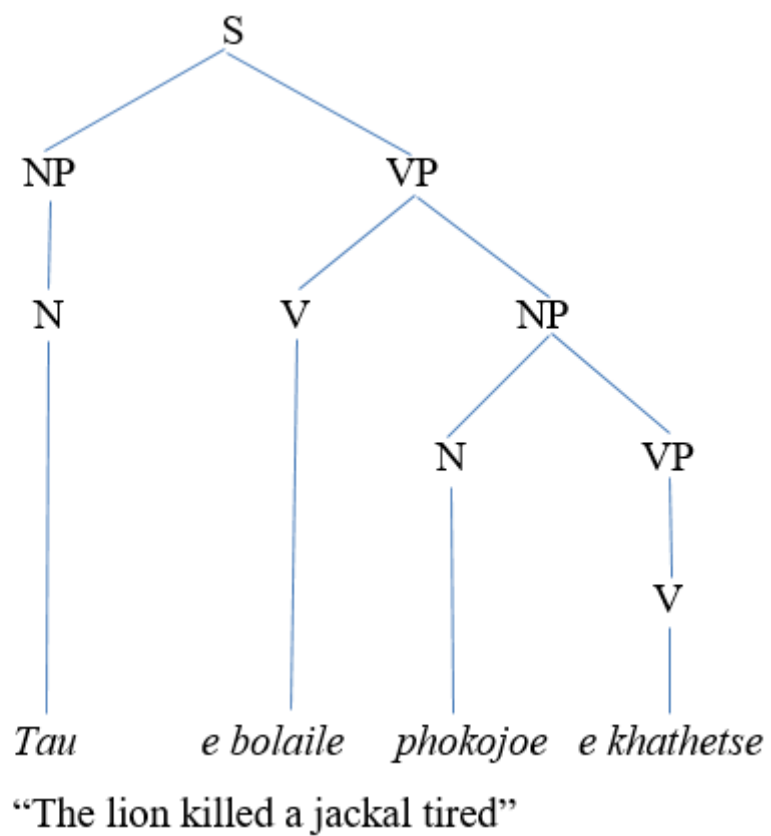 S
NP VP
N V NP
N VP
V
Tau e bolaile phokojoe e khathetse
“The lion killed a jackal tired”